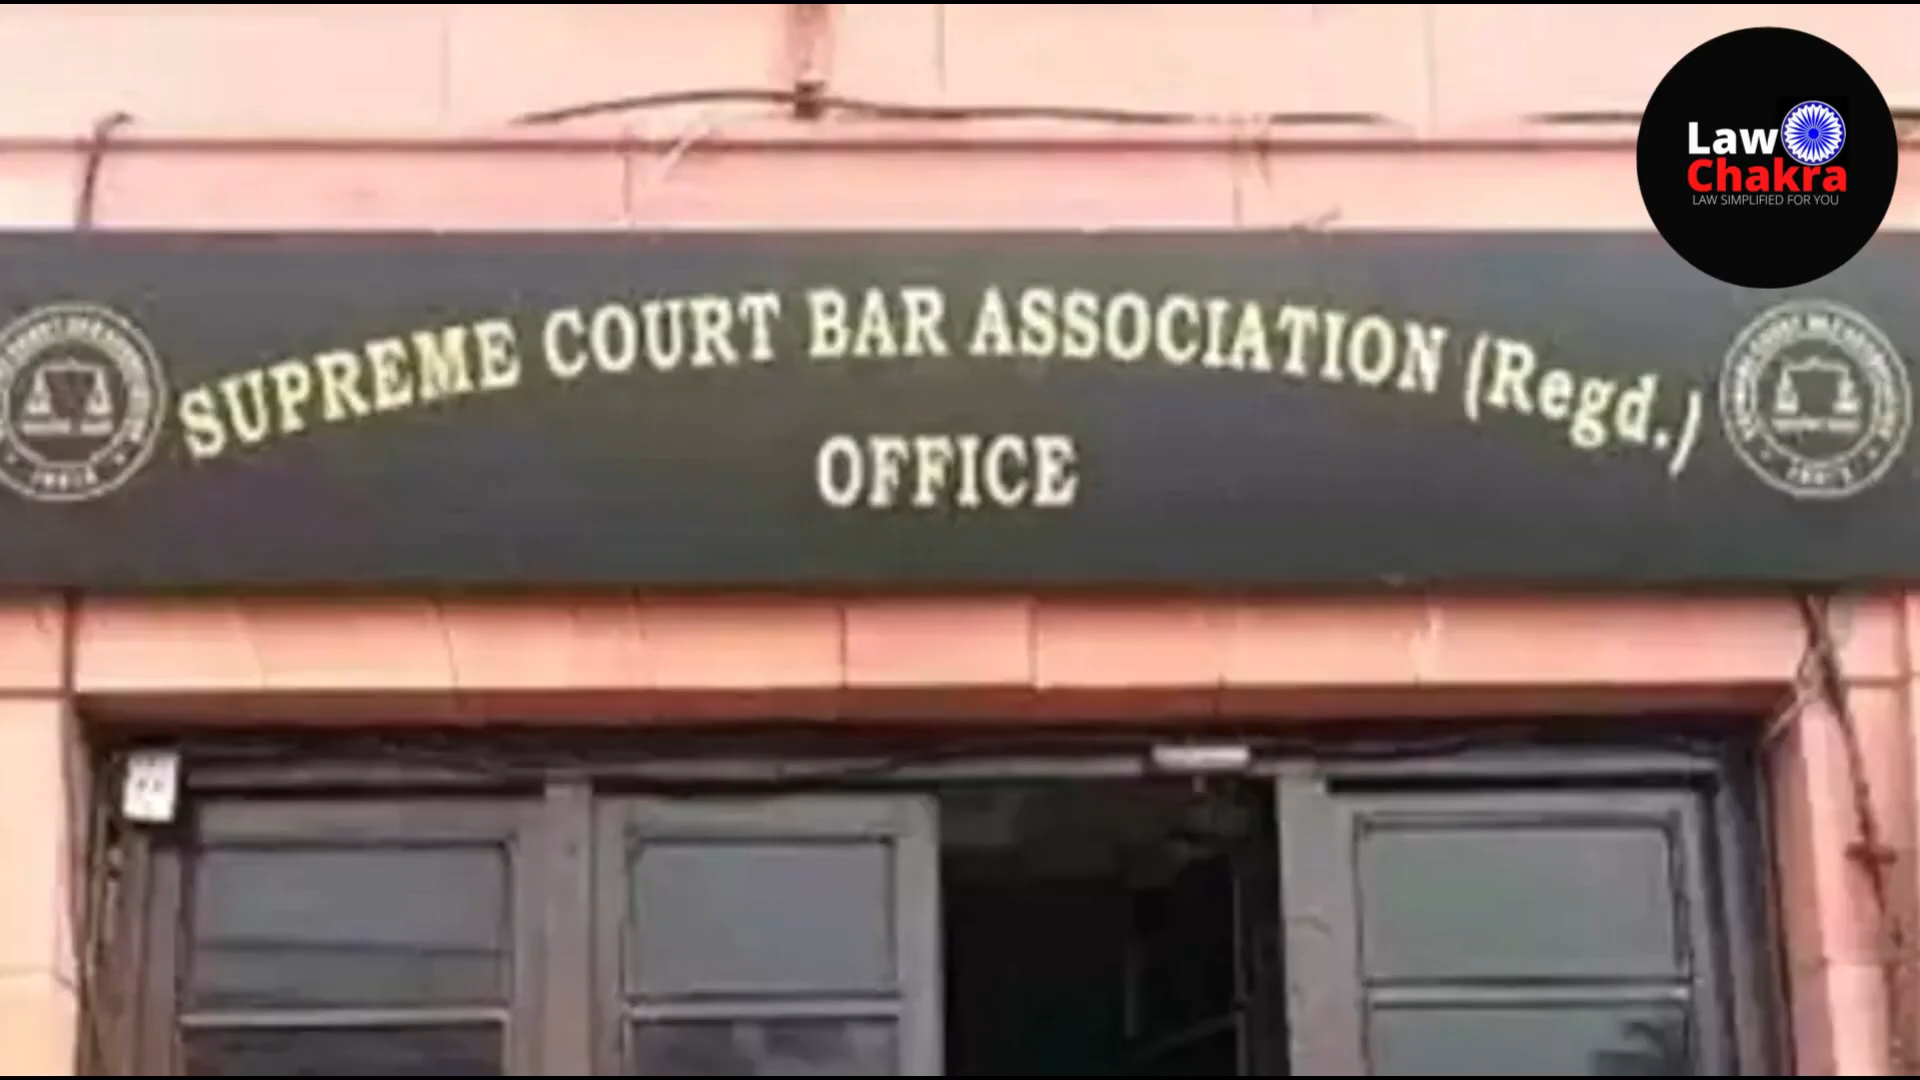 Law
Chakra
LAW SIMPLIFIED FOR YOU
SUPREME COURT BAR ASSOCIATION (Regd.)
OFFICE